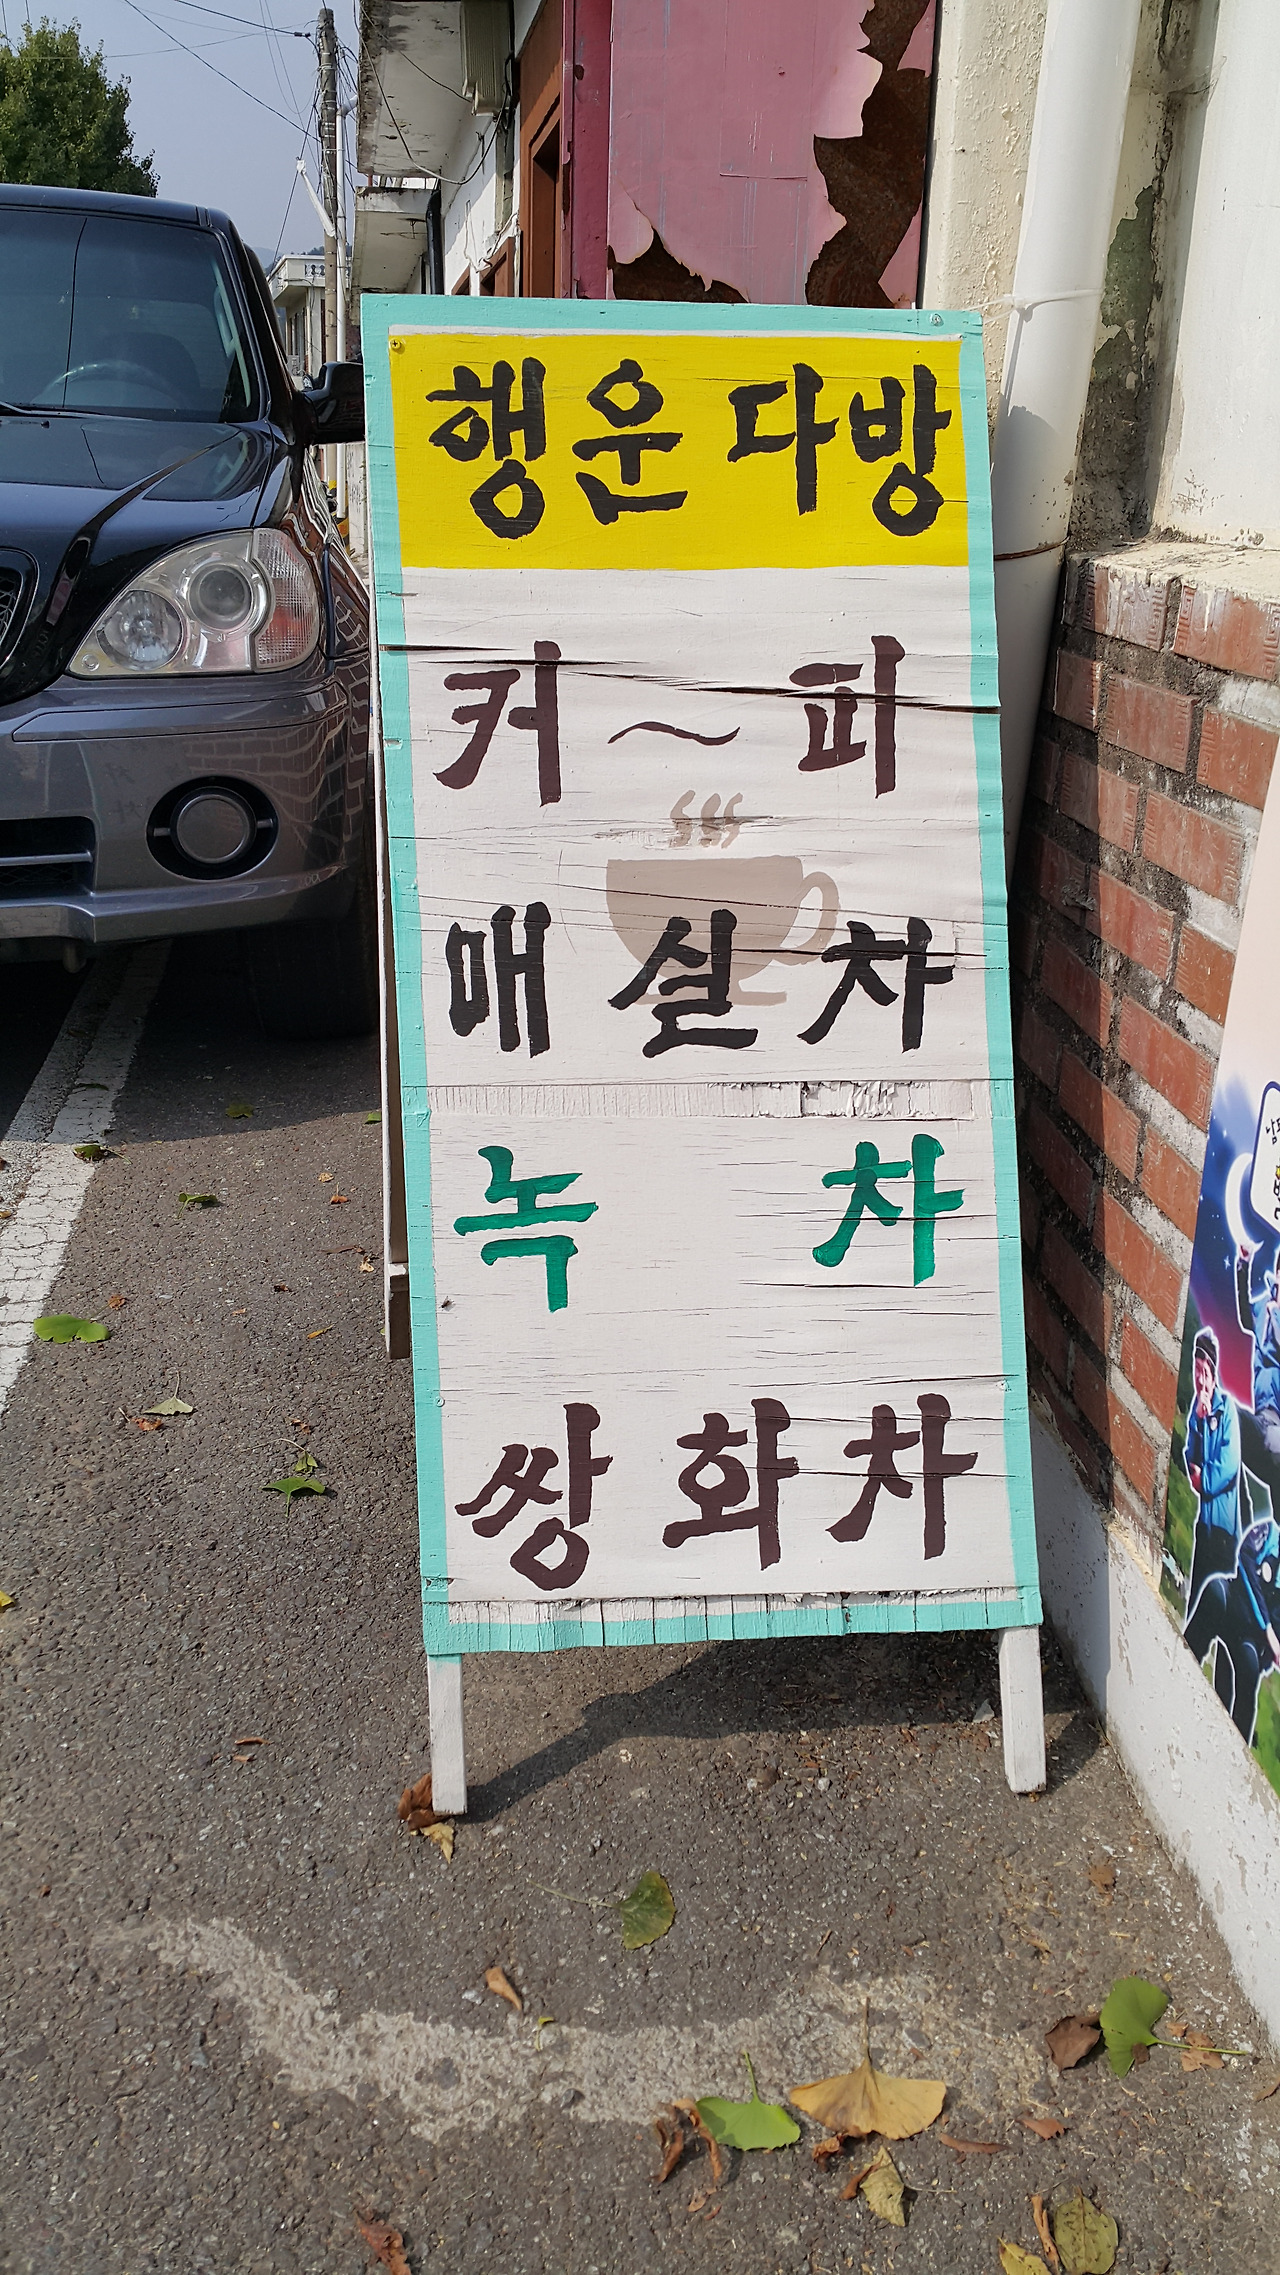 행운다방
커~피
매실차
녹 차
쌍화차